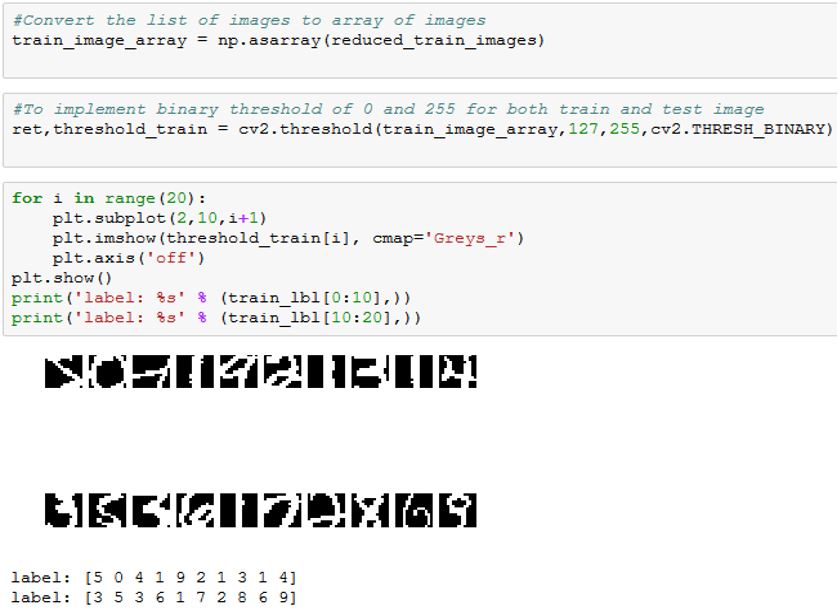 #Convert the list of images to array of images
train_image_array = np.asarray(reduced_train_images)
#To implement binary threshold of 0 and 255 for both train and test image
ret,threshold_train = cv2.threshold(train_image_array,127,255,cv2.THRESH_BINARY)
for i in range(20):
    plt.subplot(2,10,i+1)
    plt.imshow(threshold_train[i], cmap='Greys_r')
    plt.axis('off')
plt.show()
print('label: %s' % (train_lbl[0:10],))
print('label: %s' % (train_lbl[10:20],))
label: [5 0 4 1 9 2 1 3 1 4]
label: [3 5 3 6 1 7 2 8 6 9]